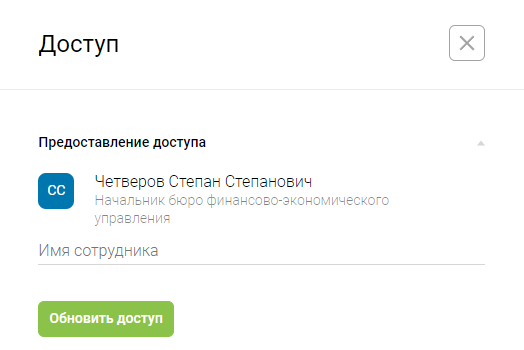 Доступ
Предоставление доступа
СС
Четверов Степан Степанович
Начальник бюро финансово-экономического
управления
Имя сотрудника
Обновить доступ